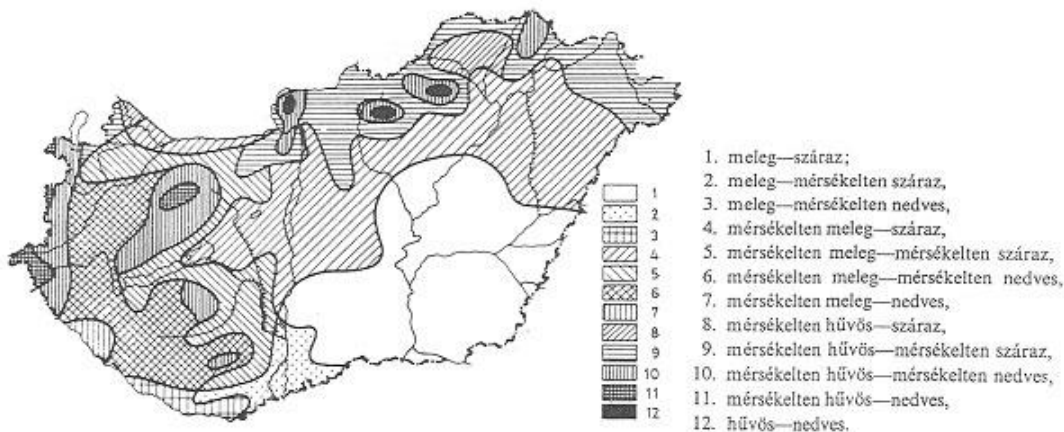 1
2
3
4
5
6
7
8
9
10
11
12
1. meleg—száraz;
2. meleg—mérsékelten száraz,
3. meleg—mérsékelten nedves,
4. mérsékelten meleg—száraz,
5. mérsékelten meleg—mérsékelten száraz,
6. mérsékelten meleg—mérsékelten nedves,
7. mérsékelten meleg—nedves,
8. mérsékelten hűvös—száraz,
9. mérsékelten hűvös—mérsékelten száraz,
10. mérsékelten hűvös—mérsékelten nedves,
11. mérsékelten hűvös—nedves,
12. hűvös—nedves.